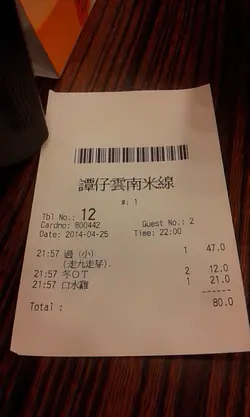 譚仔雲南米線
#: 1
Tbl No.: 12
Cardno: 800442 Guest No.: 2
Date: 2014-04-25 Time: 22:00
21:57 過 (小) 1 47.0
(走九走芽).
21:57 冬OT 2 12.0
21:57 口水雞 1 21.0
------
Total : 80.0